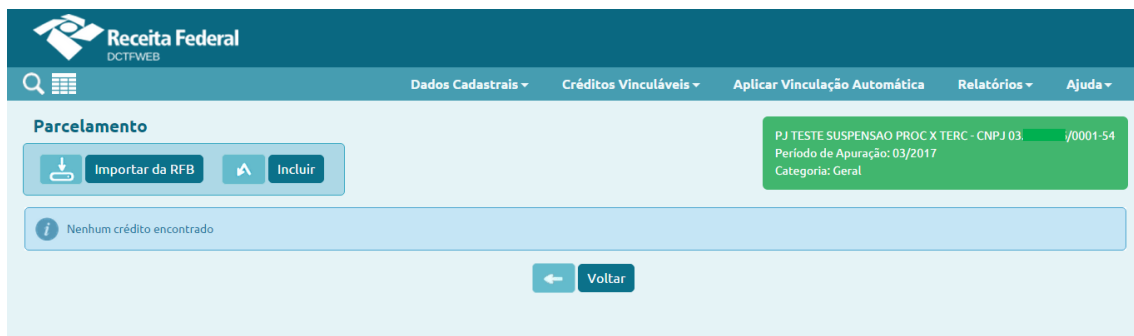 Receita Federal
DCTFWEB
Dados Cadastrais Créditos Vinculáveis Aplicar Vinculação Automática Relatórios Ajuda
Parcelamento
PJ TESTE SUSPENSAO PROC X TERC - CNPJ 03. /0001-54
Período de Apuração: 03/2017
Categoria: Geral
Importar da RFB Incluir
Nenhum crédito encontrado
Voltar